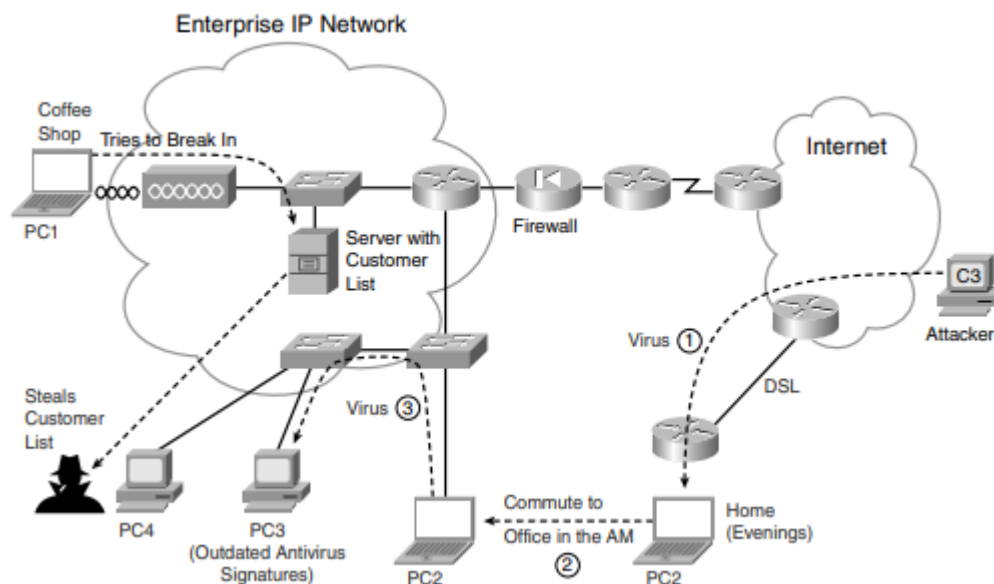 Enterprise IP Network
Coffee
Shop
Tries to Break In
PC1
Server with
Customer
List
Firewall
Internet
C3
Attacker
Virus ①
DSL
Virus ③
Steals
Customer
List
PC4
PC3
(Outdated Antivirus
Signatures)
PC2
Commute to
Office in the AM
②
Home
(Evenings)
PC2